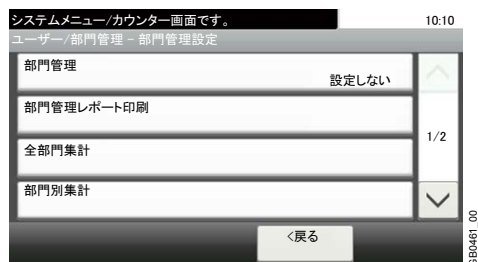 システムメニュー/カウンター画面です。
10:10
ユーザー/部門管理 - 部門管理設定
部門管理
設定しない
部門管理レポート印刷
全部門集計
1/2
部門別集計
<戻る
GB0461_00